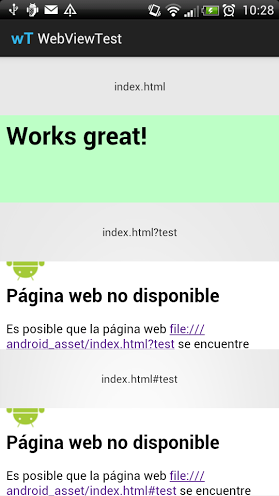 10:28
wT WebViewTest
index.html
Works great!
index.html?test
Página web no disponible
Es posible que la página web file:///
android_asset/index.html?test se encuentre
index.html#test
Página web no disponible
Es posible que la página web file:///
android_asset/index.html#test se encuentre